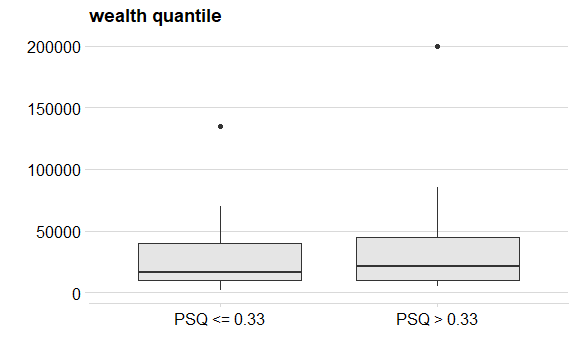 wealth quantile
200000
150000
100000
50000
0
PSQ <= 0.33
PSQ > 0.33